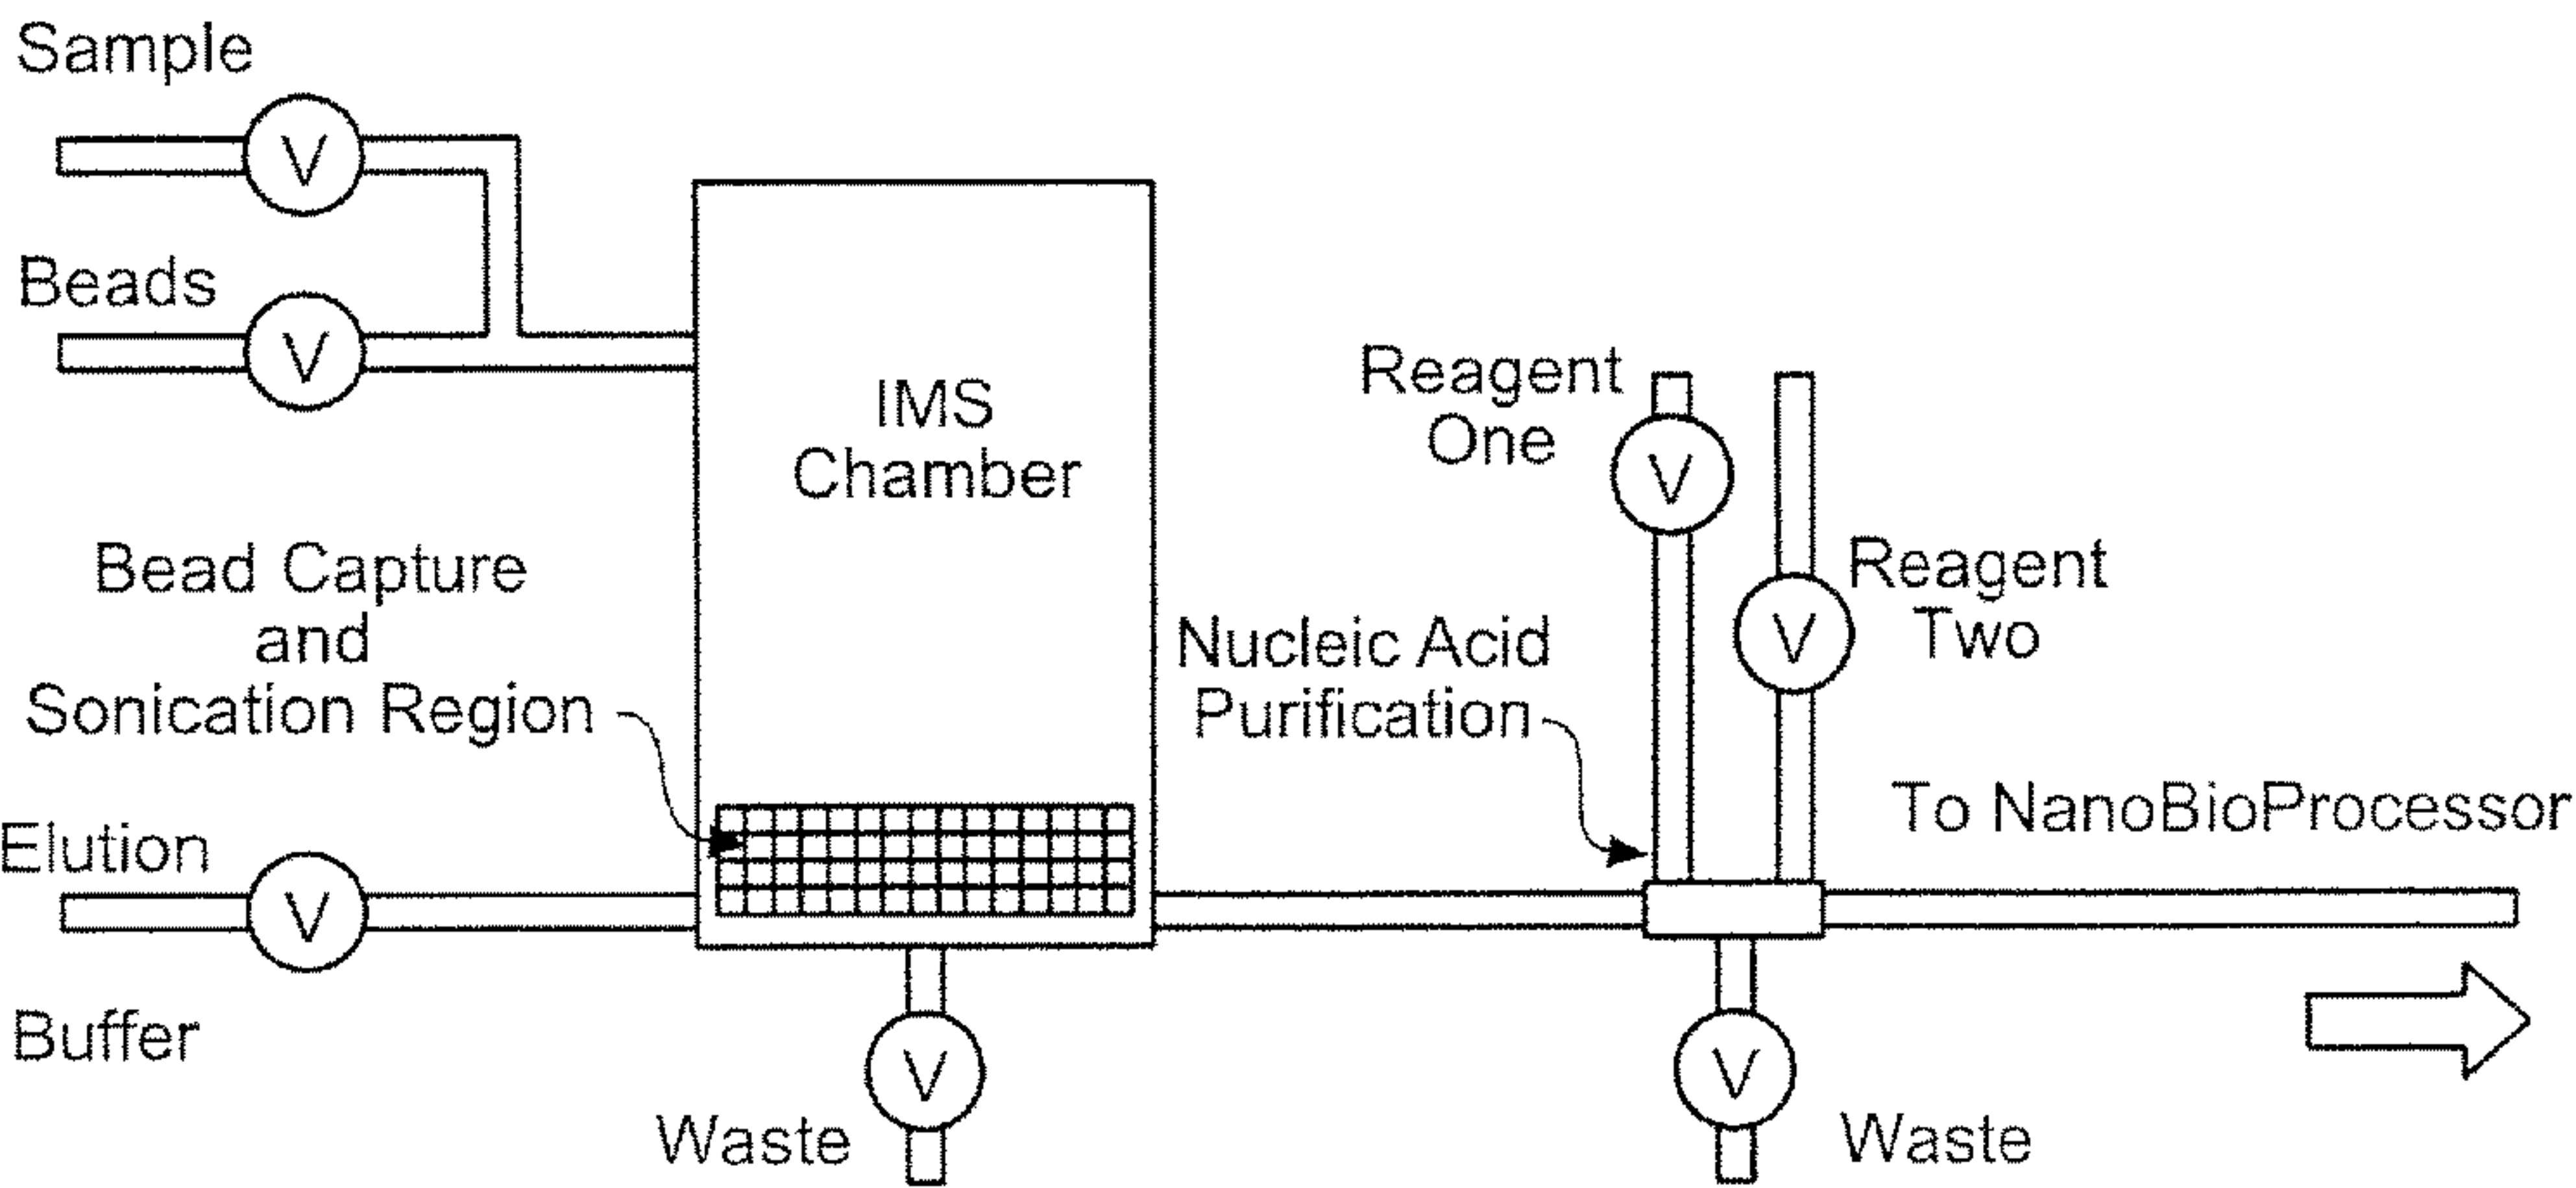 Sample
V
Beads
V
IMS
Chamber
Reagent
One
V
Reagent
Two
V
Bead Capture
and
Sonication Region
Nucleic Acid
Purification
To NanoBioProcessor
Elution
V
Buffer
V
Waste
V
Waste